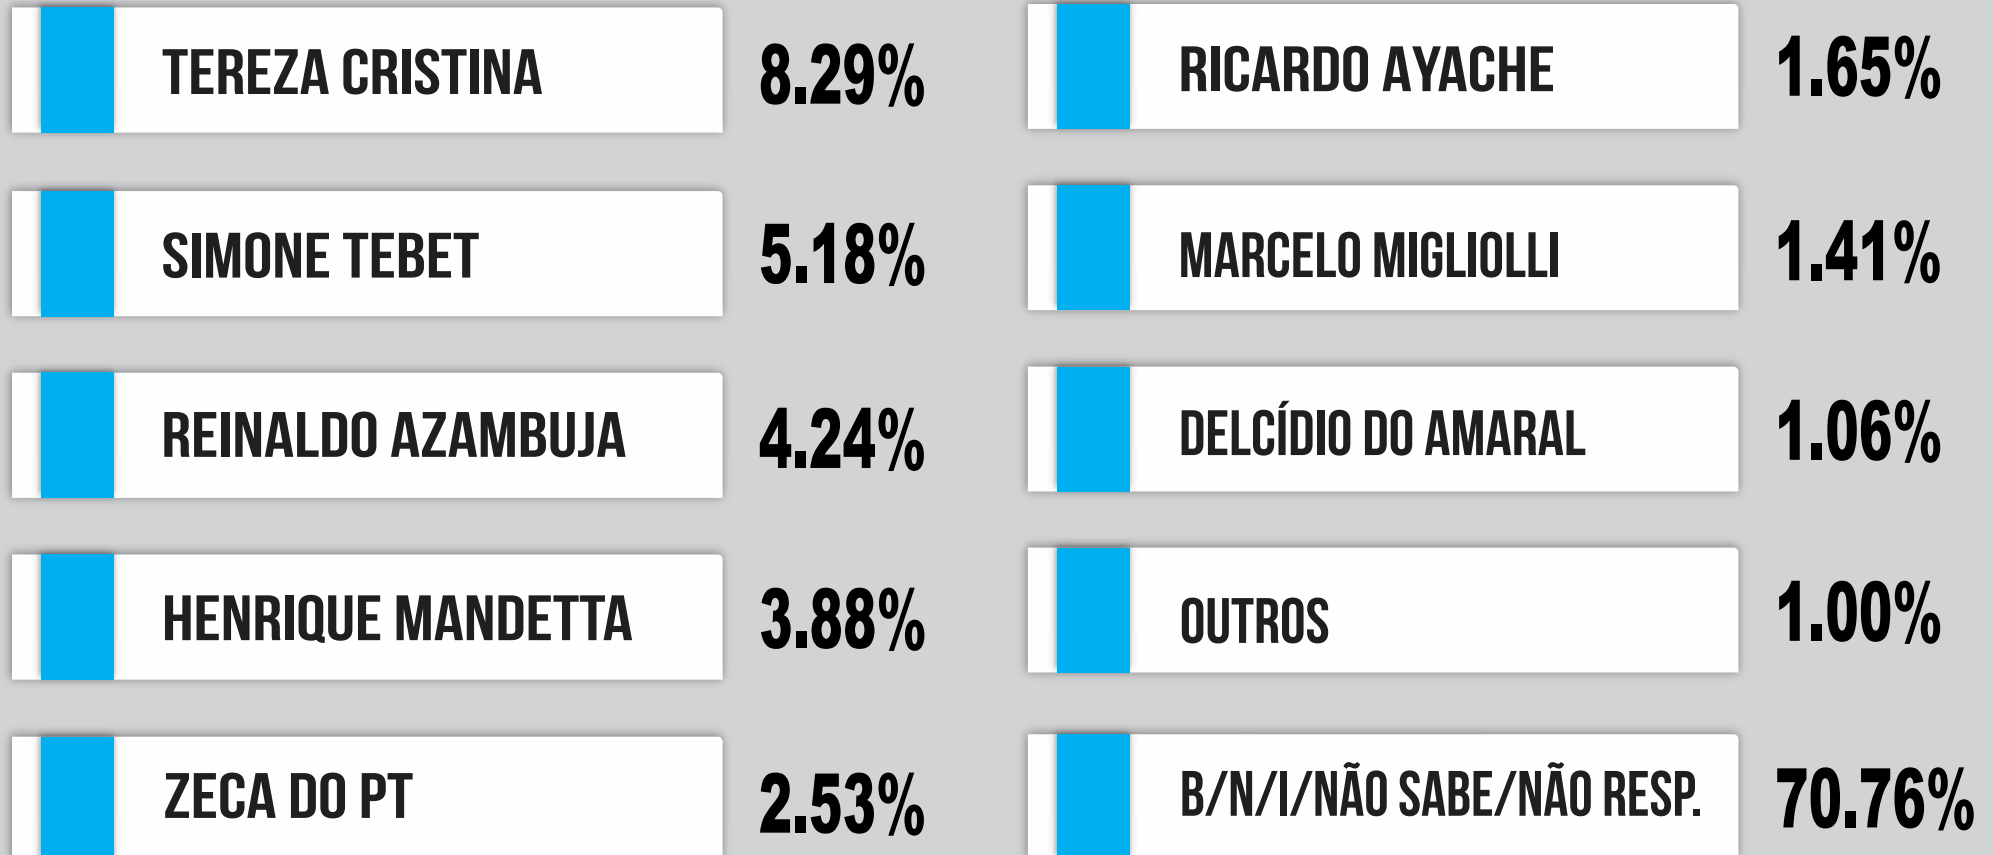 TEREZA CRISTINA 8.29%
SIMONE TEBET 5.18%
REINALDO AZAMBUJA 4.24%
HENRIQUE MANDETTA 3.88%
ZECA DO PT 2.53%
RICARDO AYACHE 1.65%
MARCELO MIGLIOLLI 1.41%
DELCÍDIO DO AMARAL 1.06%
OUTROS 1.00%
B/N/I/NÃO SABE/NÃO RESP. 70.76%